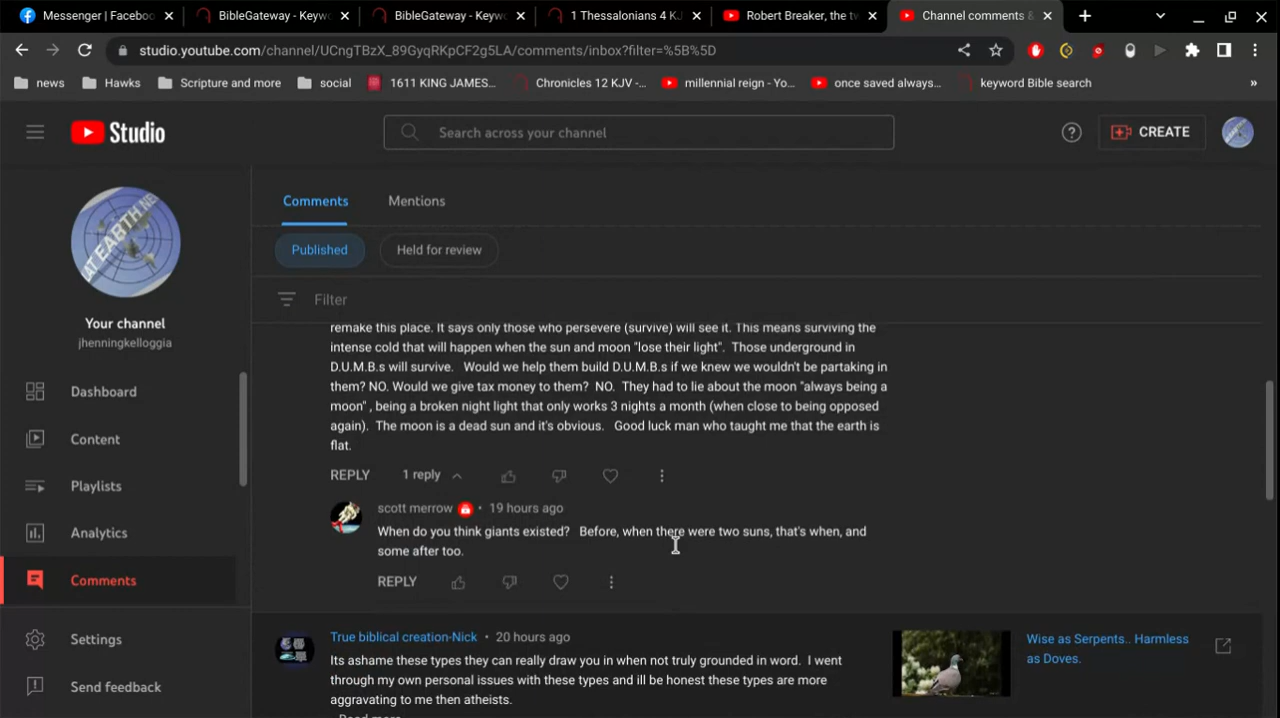 Messenger | Faceboo
BibleGateway - Keyw
BibleGateway - Keyw
1 Thessalonians 4 KJ
Robert Breaker, the tw
Channel comments &
studio.youtube.com/channel/UCngTBzX_89GyqRKpCF2g5LA/comments/inbox?filter=%5B%5D
news
Hawks
Scripture and more
social
1611 KING JAMES...
Chronicles 12 KJV -...
millennial reign - Yo...
once saved always...
keyword Bible search
»
Studio
Search across your channel
CREATE
AT EARTH NE
Your channel
jhenningkelloggia
Dashboard
Content
Playlists
Analytics
Comments
Settings
Send feedback
Comments
Mentions
Published
Held for review
Filter
remake this place. It says only those who persevere (survive) will see it. This means surviving the
intense cold that will happen when the sun and moon "lose their light".  Those underground in
D.U.M.B.s will survive.   Would we help them build D.U.M.B.s if we knew we wouldn't be partaking in
them? NO. Would we give tax money to them?  NO.  They had to lie about the moon "always being a
moon" , being a broken night light that only works 3 nights a month (when close to being opposed
again).  The moon is a dead sun and it's obvious.   Good luck man who taught me that the earth is
flat.
REPLY
1 reply
scott merrow • 19 hours ago
When do you think giants existed?   Before, when there were two suns, that's when, and
some after too.
REPLY
True biblical creation-Nick • 20 hours ago
Its ashame these types they can really draw you in when not truly grounded in word.  I went
through my own personal issues with these types and ill be honest these types are more
aggravating to me then atheists.
Read more
Wise as Serpents.. Harmless
as Doves.